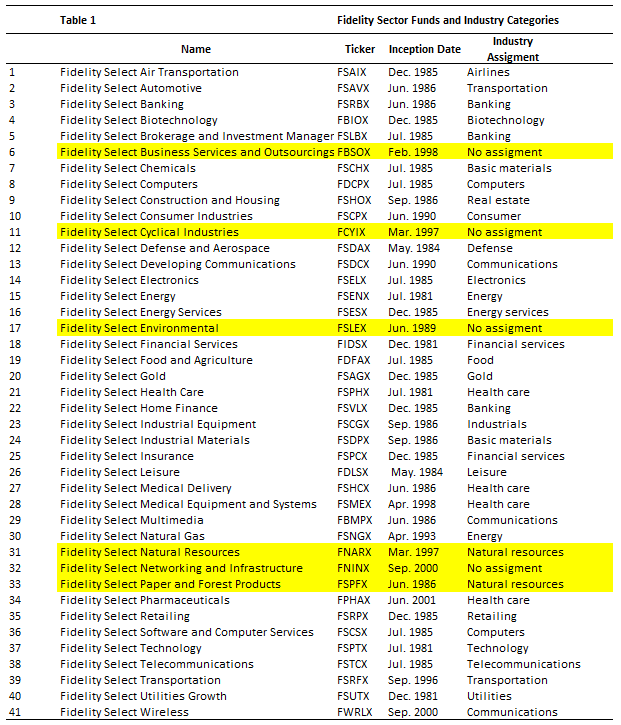 Table 1 Fidelity Sector Funds and Industry Categories
Name Ticker Inception Date Industry Assigment
1 Fidelity Select Air Transportation FSAIX Dec. 1985 Airlines
2 Fidelity Select Automotive FSAVX Jun. 1986 Transportation
3 Fidelity Select Banking FSRBX Jun. 1986 Banking
4 Fidelity Select Biotechnology FBIOX Dec. 1985 Biotechnology
5 Fidelity Select Brokerage and Investment Manager FSLBX Jul. 1985 Banking
6 Fidelity Select Business Services and Outsourcings FBSOX Feb. 1998 No assigment
7 Fidelity Select Chemicals FSCHX Jul. 1985 Basic materials
8 Fidelity Select Computers FDCPX Jul. 1985 Computers
9 Fidelity Select Construction and Housing FSHOX Sep. 1986 Real estate
10 Fidelity Select Consumer Industries FSCPX Jun. 1990 Consumer
11 Fidelity Select Cyclical Industries FCYIX Mar. 1997 No assigment
12 Fidelity Select Defense and Aerospace FSDAX May. 1984 Defense
13 Fidelity Select Developing Communications FSDCX Jun. 1990 Communications
14 Fidelity Select Electronics FSELX Jul. 1985 Electronics
15 Fidelity Select Energy FSENX Jul. 1981 Energy
16 Fidelity Select Energy Services FSESX Dec. 1985 Energy services
17 Fidelity Select Environmental FSLEX Jun. 1989 No assigment
18 Fidelity Select Financial Services FIDSX Dec. 1981 Financial services
19 Fidelity Select Food and Agriculture FDFAX Jul. 1985 Food
20 Fidelity Select Gold FSAGX Dec. 1985 Gold
21 Fidelity Select Health Care FSPHX Jul. 1981 Health care
22 Fidelity Select Home Finance FSVLX Dec. 1985 Banking
23 Fidelity Select Industrial Equipment FSCGX Sep. 1986 Industrials
24 Fidelity Select Industrial Materials FSDPX Sep. 1986 Basic materials
25 Fidelity Select Insurance FSPCX Dec. 1985 Financial services
26 Fidelity Select Leisure FDLSX May. 1984 Leisure
27 Fidelity Select Medical Delivery FSHCX Jun. 1986 Health care
28 Fidelity Select Medical Equipment and Systems FSMEX Apr. 1998 Health care
29 Fidelity Select Multimedia FBMPX Jun. 1986 Communications
30 Fidelity Select Natural Gas FSNGX Apr. 1993 Energy
31 Fidelity Select Natural Resources FNARX Mar. 1997 Natural resources
32 Fidelity Select Networking and Infrastructure FNINX Sep. 2000 No assigment
33 Fidelity Select Paper and Forest Products FSPFX Jun. 1986 Natural resources
34 Fidelity Select Pharmaceuticals FPHAX Jun. 2001 Health care
35 Fidelity Select Retailing FSRPX Dec. 1985 Retailing
36 Fidelity Select Software and Computer Services FSCSX Jul. 1985 Computers
37 Fidelity Select Technology FSPTX Jul. 1981 Technology
38 Fidelity Select Telecommunications FSTCX Jul. 1985 Telecommunications
39 Fidelity Select Transportation FSRFX Sep. 1996 Transportation
40 Fidelity Select Utilities Growth FSUTX Dec. 1981 Utilities
41 Fidelity Select Wireless FWRLX Sep. 2000 Communications